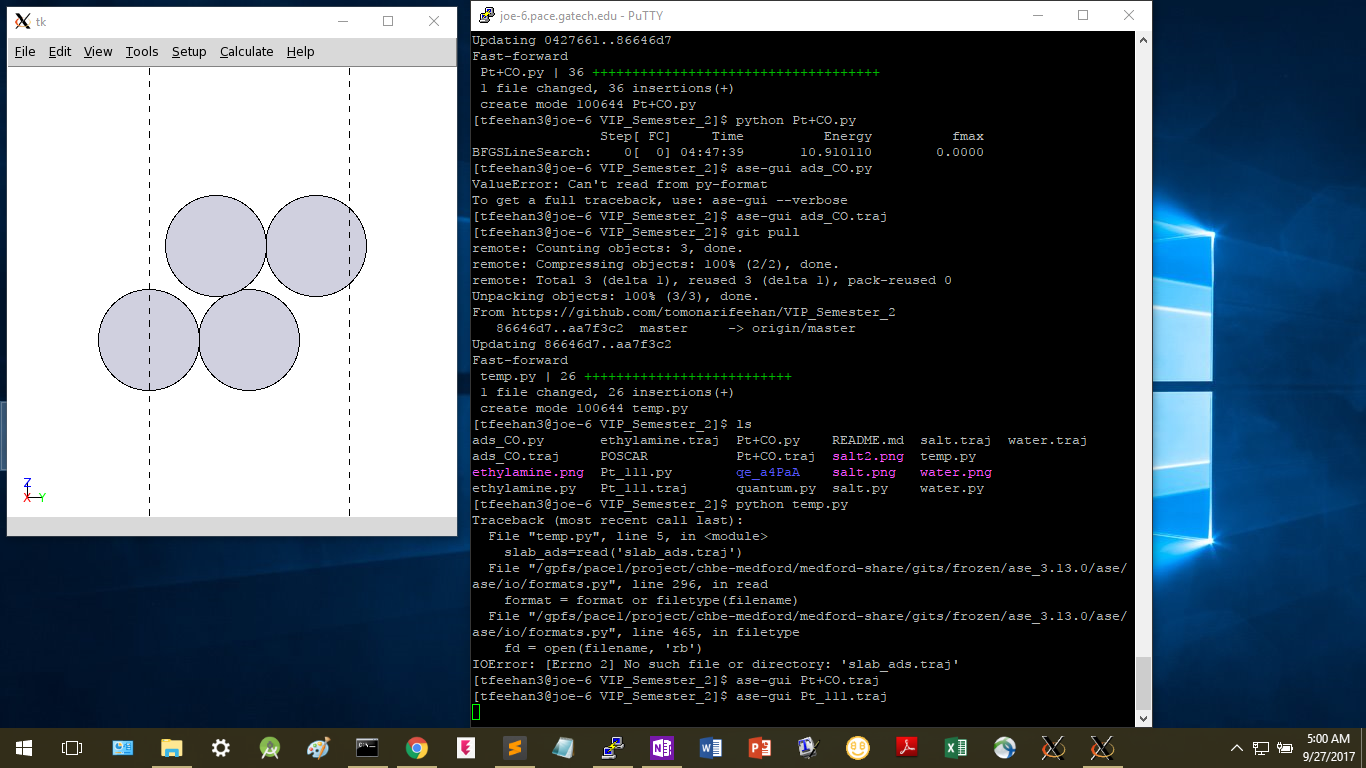 tk
File Edit View Tools Setup Calculate Help
Z
X Y
joe-6.pace.gatech.edu - PuTTY
Updating 0427661..86646d7
Fast-forward
 Pt+CO.py | 36 ++++++++++++++++++++++++++++++++++++
 1 file changed, 36 insertions(+)
 create mode 100644 Pt+CO.py
[tfeehan3@joe-6 VIP_Semester_2]$ python Pt+CO.py
                Step[ FC]     Time          Energy          fmax
BFGSLineSearch:    0[  0] 04:47:39       10.910110        0.0000
[tfeehan3@joe-6 VIP_Semester_2]$ ase-gui ads_CO.py
ValueError: Can't read from py-format
To get a full traceback, use: ase-gui --verbose
[tfeehan3@joe-6 VIP_Semester_2]$ ase-gui ads_CO.traj
[tfeehan3@joe-6 VIP_Semester_2]$ git pull
remote: Counting objects: 3, done.
remote: Compressing objects: 100% (2/2), done.
remote: Total 3 (delta 1), reused 3 (delta 1), pack-reused 0
Unpacking objects: 100% (3/3), done.
From https://github.com/tomonarifeehan/VIP_Semester_2
   86646d7..aa7f3c2  master     -> origin/master
Updating 86646d7..aa7f3c2
Fast-forward
 temp.py | 26 ++++++++++++++++++++++++++
 1 file changed, 26 insertions(+)
 create mode 100644 temp.py
[tfeehan3@joe-6 VIP_Semester_2]$ ls
ads_CO.py       ethylamine.traj  Pt+CO.py    README.md  salt.traj  water.traj
ads_CO.traj     POSCAR           Pt+CO.traj  salt2.png  temp.py
ethylamine.png  Pt_111.py        qe_a4PaA    salt.png   water.png
ethylamine.py   Pt_111.traj      quantum.py  salt.py    water.py
[tfeehan3@joe-6 VIP_Semester_2]$ python temp.py
Traceback (most recent call last):
  File "temp.py", line 5, in <module>
    slab_ads=read('slab_ads.traj')
  File "/gpfs/pace1/project/chbe-medford/medford-share/gits/frozen/ase_3.13.0/ase/
ase/io/formats.py", line 296, in read
    format = format or filetype(filename)
  File "/gpfs/pace1/project/chbe-medford/medford-share/gits/frozen/ase_3.13.0/ase/
ase/io/formats.py", line 465, in filetype
    fd = open(filename, 'rb')
IOError: [Errno 2] No such file or directory: 'slab_ads.traj'
[tfeehan3@joe-6 VIP_Semester_2]$ ase-gui Pt+CO.traj
[tfeehan3@joe-6 VIP_Semester_2]$ ase-gui Pt_111.traj
5:00 AM
9/27/2017